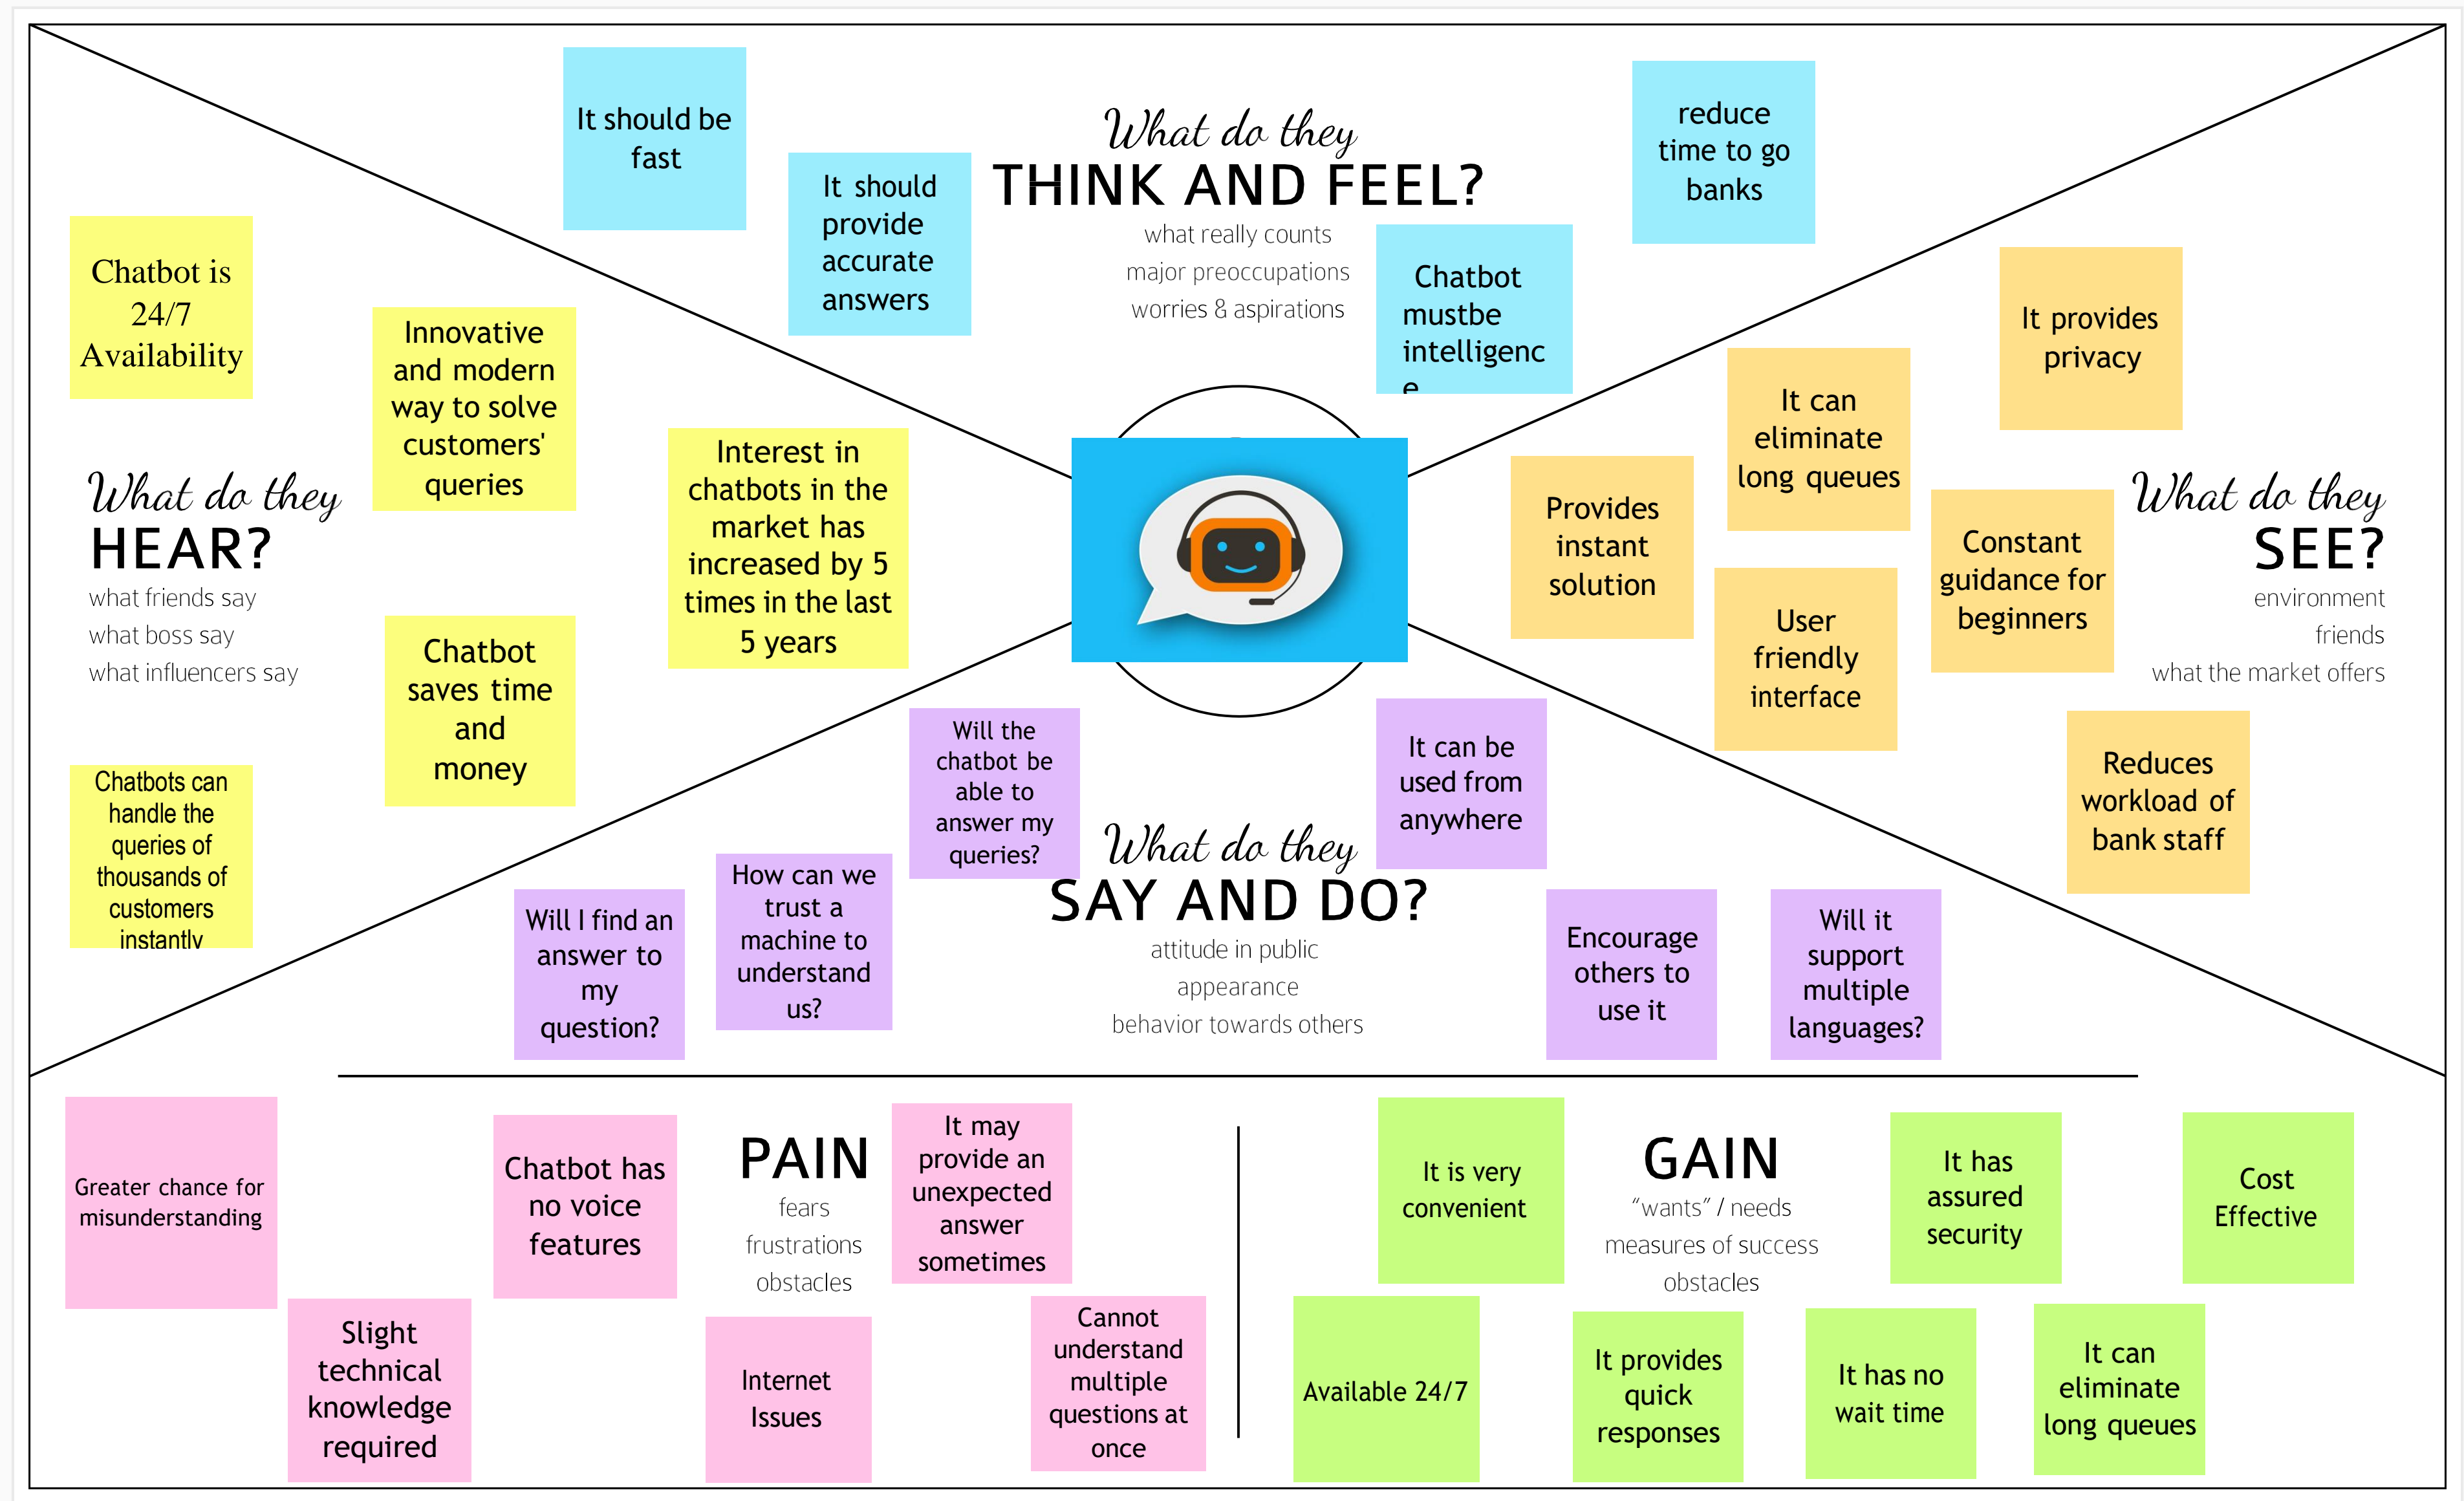 What do they
THINK AND FEEL?
what really counts
major preoccupations
worries & aspirations
It should be
fast
It should
provide
accurate
answers
Chatbot
mustbe
intelligenc
e
reduce
time to go
banks
What do they
HEAR?
what friends say
what boss say
what influencers say
Chatbot is
24/7
Availability
Innovative
and modern
way to solve
customers'
queries
Interest in
chatbots in the
market has
increased by 5
times in the last
5 years
Chatbot
saves time
and
money
Chatbots can
handle the
queries of
thousands of
customers
instantly
What do they
SEE?
environment
friends
what the market offers
It provides
privacy
It can
eliminate
long queues
Provides
instant
solution
Constant
guidance for
beginners
User
friendly
interface
Reduces
workload of
bank staff
What do they
SAY AND DO?
attitude in public
appearance
behavior towards others
Will the
chatbot be
able to
answer my
queries?
How can we
trust a
machine to
understand
us?
Will I find an
answer to
my
question?
It can be
used from
anywhere
Encourage
others to
use it
Will it
support
multiple
languages?
PAIN
fears
frustrations
obstacles
Greater chance for
misunderstanding
Slight
technical
knowledge
required
Chatbot has
no voice
features
Internet
Issues
It may
provide an
unexpected
answer
sometimes
Cannot
understand
multiple
questions at
once
GAIN
“wants” / needs
measures of success
obstacles
It is very
convenient
It has
assured
security
Cost
Effective
Available 24/7
It provides
quick
responses
It has no
wait time
It can
eliminate
long queues